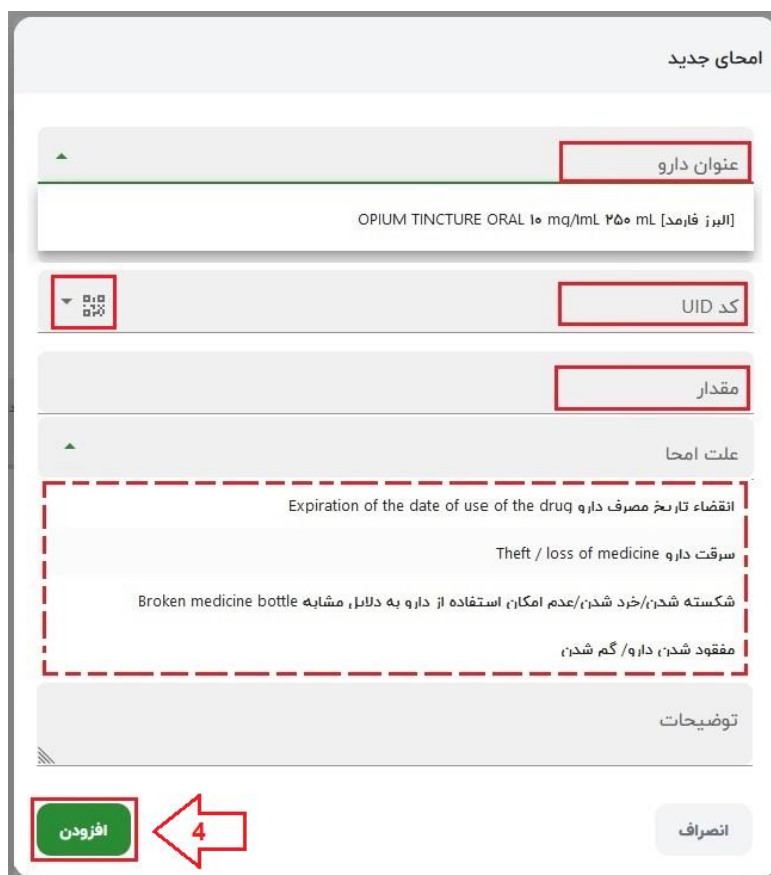 امحای جدید
عنوان دارو
[البرز فارمد] OPIUM TINCTURE ORAL ۱۰ mg/۱mL ۲۵۰ mL
کد UID
مقدار
علت امحا
انقضاء تاریخ مصرف دارو Expiration of the date of use of the drug
سرقت دارو Theft / loss of medicine
شکسته شدن/خرد شدن/عدم امکان استفاده از دارو به دلایل مشابه Broken medicine bottle
مفقود شدن دارو/ گم شدن
توضیحات
انصراف
4
افزودن